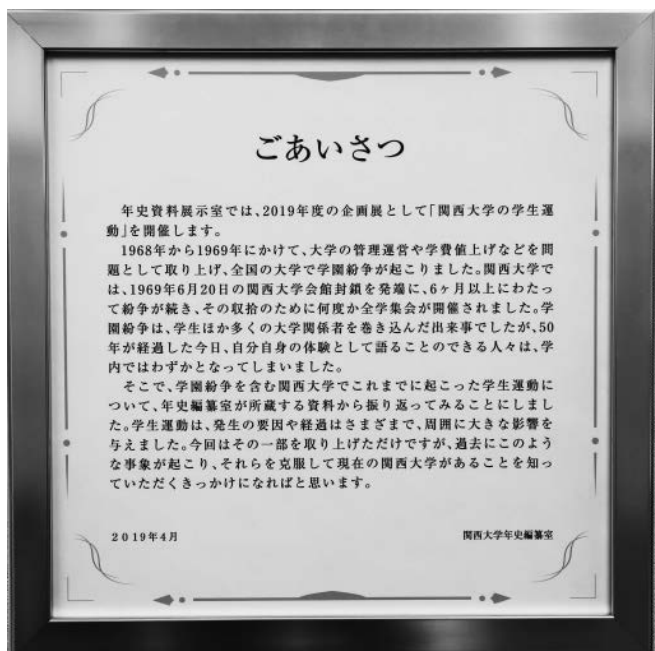 ごあいさつ
年史資料展示室では、2019年度の企画展として「関西大学の学生運
動」を開催します。
1968年から1969年にかけて、大学の管理運営や学費値上げなどを問
題として取り上げ、全国の大学で学園紛争が起こりました。関西大学で
は、1969年6月20日の関西大学会館封鎖を発端に、6ヶ月以上にわたっ
て紛争が続き、その収拾のために何度か全学集会が開催されました。学
園紛争は、学生ほか多くの大学関係者を巻き込んだ出来事でしたが、50
年が経過した今日、自分自身の体験として語ることのできる人々は、学
内ではわずかとなってしまいました。
そこで、学園紛争を含む関西大学でこれまでに起こった学生運動に
ついて、年史編纂室が所蔵する資料から振り返ってみることにしまし
た。学生運動は、発生の要因や経過はさまざまで、周囲に大きな影響を
与えました。今回はその一部を取り上げただけですが、過去にこのよう
な事象が起こり、それらを克服して現在の関西大学があることを知っ
ていただくきっかけになればと思います。
2019年4月
関西大学年史編纂室